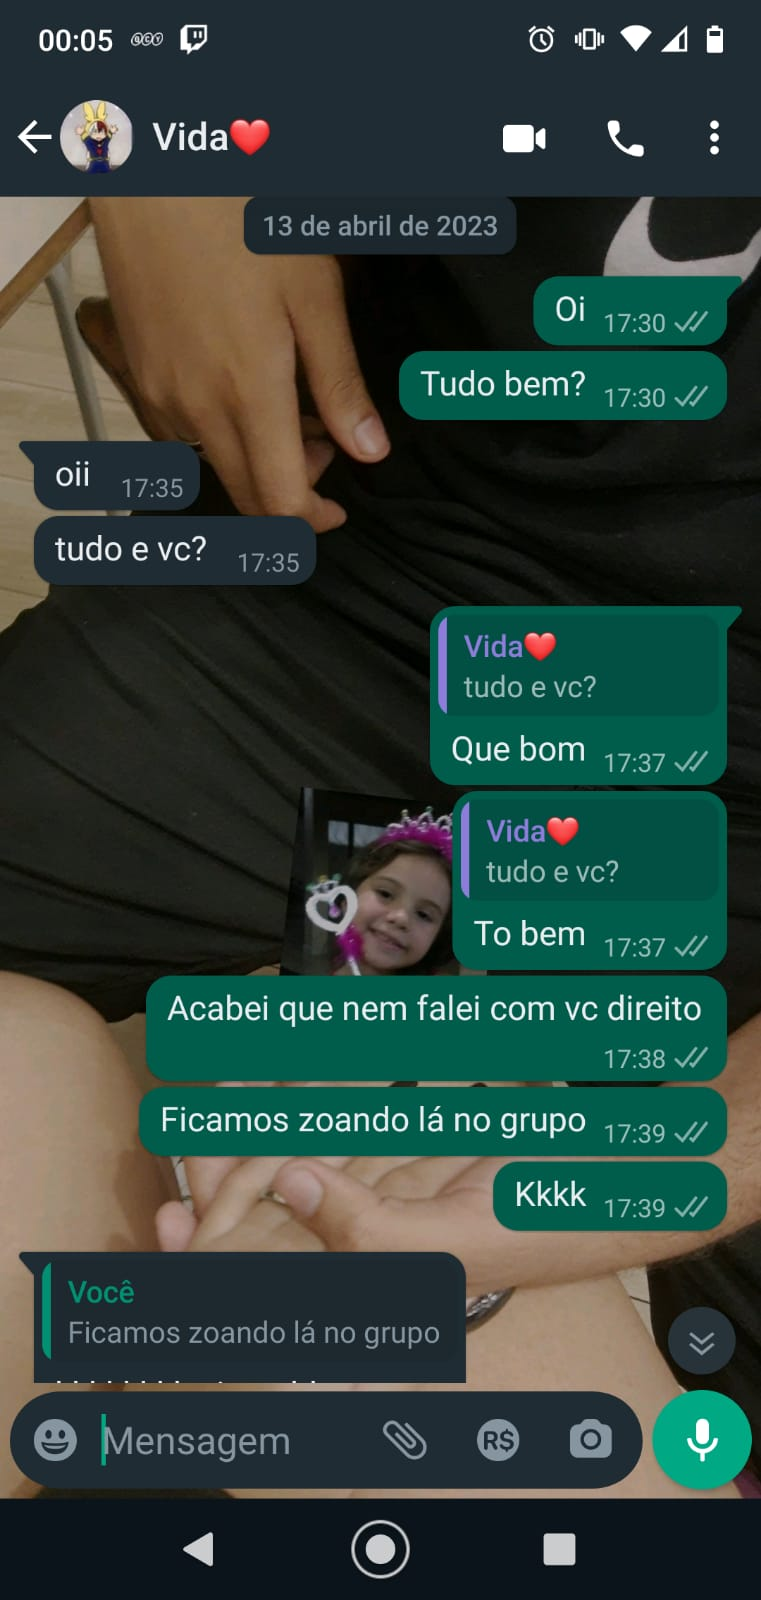 00:05
Vida❤️
13 de abril de 2023
Oi 17:30
Tudo bem? 17:30
oii 17:35
tudo e vc? 17:35
Vida❤️
tudo e vc?
Que bom 17:37
Vida❤️
tudo e vc?
To bem 17:37
Acabei que nem falei com vc direito
17:38
Ficamos zoando lá no grupo 17:39
Kkkk 17:39
Você
Ficamos zoando lá no grupo
Mensagem
R$